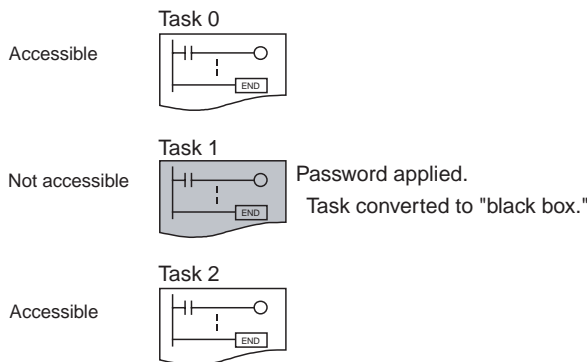 Task 0
Accessible
END
Task 1
Not accessible
Password applied.
Task converted to "black box."
END
Task 2
Accessible
END